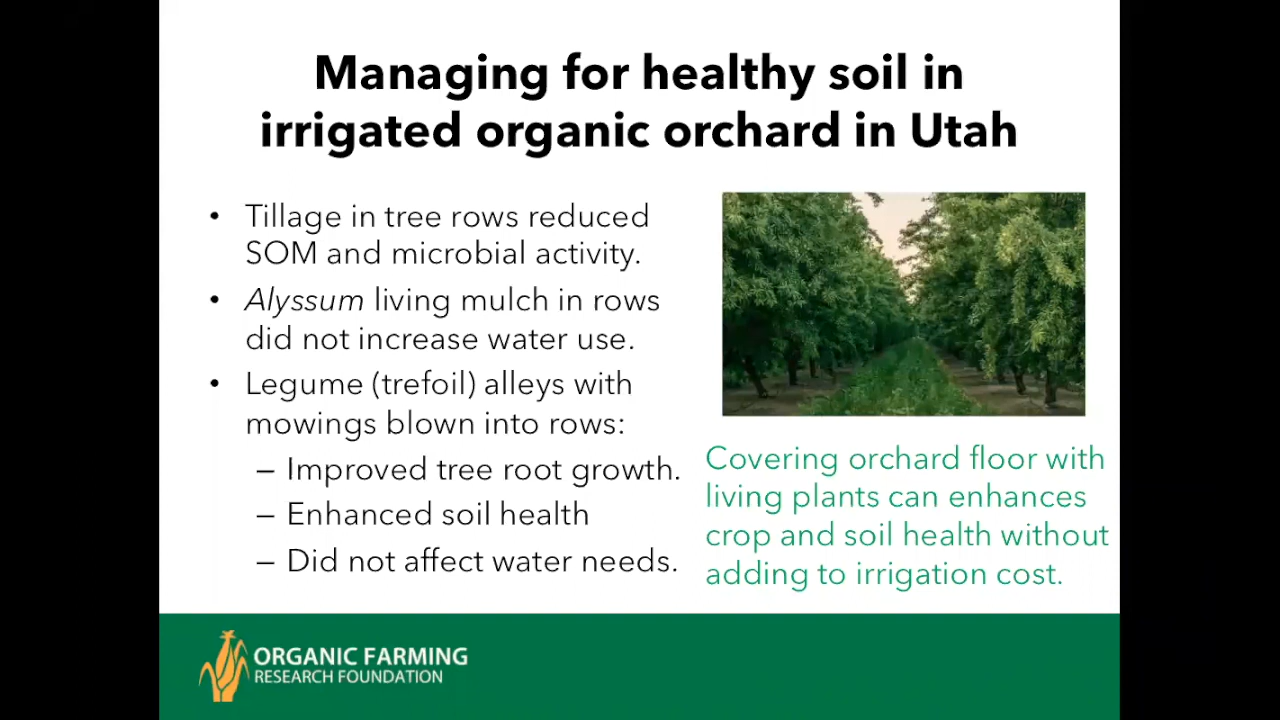 Managing for healthy soil in
irrigated organic orchard in Utah
• Tillage in tree rows reduced
SOM and microbial activity.
• Alyssum living mulch in rows
did not increase water use.
• Legume (trefoil) alleys with
mowings blown into rows:
– Improved tree root growth.
– Enhanced soil health
– Did not affect water needs.
Covering orchard floor with
living plants can enhances
crop and soil health without
adding to irrigation cost.
ORGANIC FARMING
RESEARCH FOUNDATION